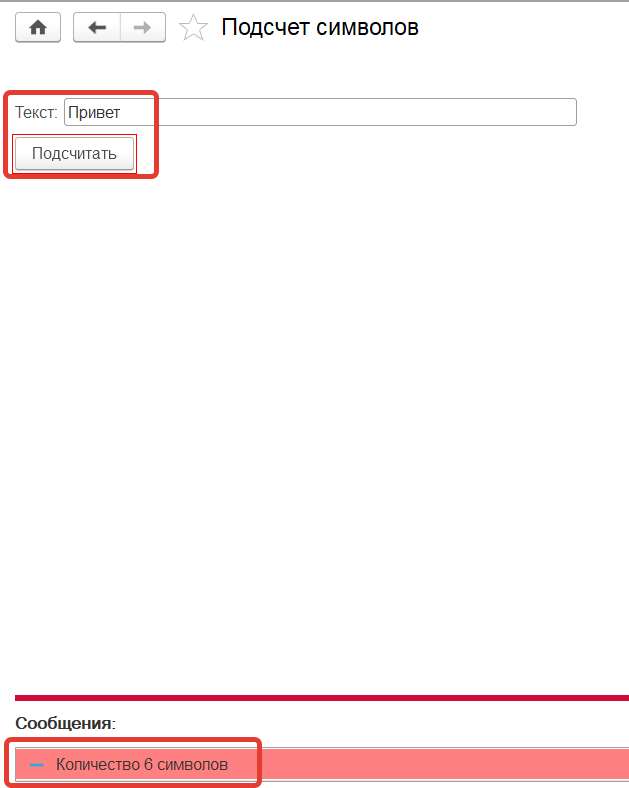 Подсчет символов
Текст: Привет
Подсчитать
Сообщения:
Количество 6 символов